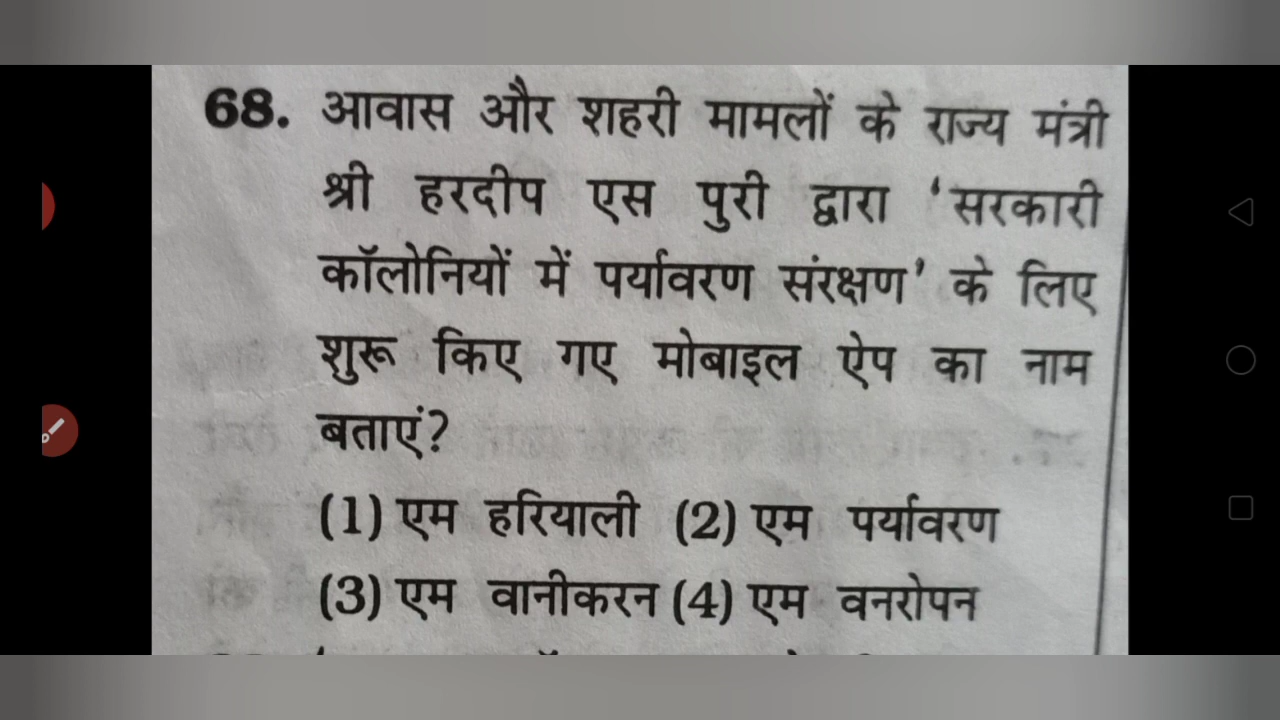 68. आवास और शहरी मामलों के राज्य मंत्री
श्री हरदीप एस पुरी द्वारा 'सरकारी
कॉलोनियों में पर्यावरण संरक्षण' के लिए
शुरू किए गए मोबाइल ऐप का नाम
बताएं?
(1) एम हरियाली (2) एम पर्यावरण
(3) एम वानीकरन (4) एम वनरोपन